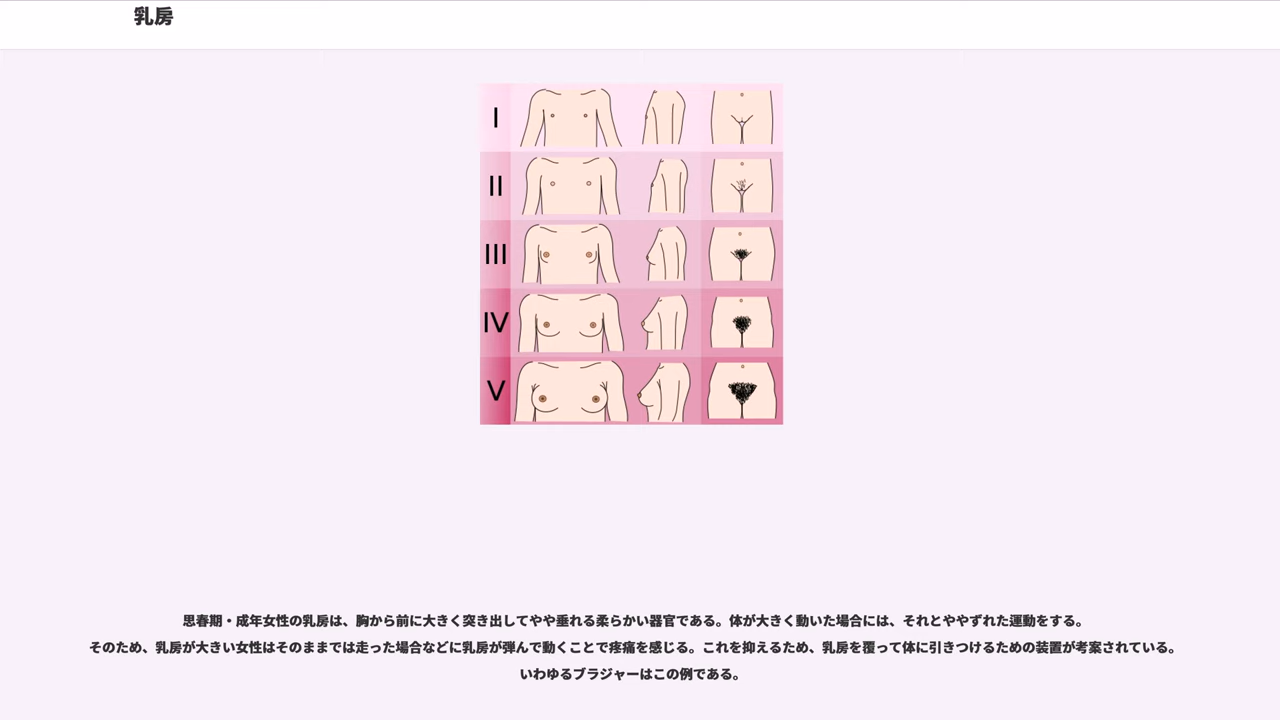 乳房
I
II
III
IV
V
思春期・成年女性の乳房は、胸から前に大きく突き出してやや垂れる柔らかい器官である。体が大きく動いた場合には、それとややずれた運動をする。
そのため、乳房が大きい女性はそのままでは走った場合などに乳房が弾んで動くことで疼痛を感じる。これを抑えるため、乳房を覆って体に引きつけるための装置が考案されている。
いわゆるブラジャーはこの例である。